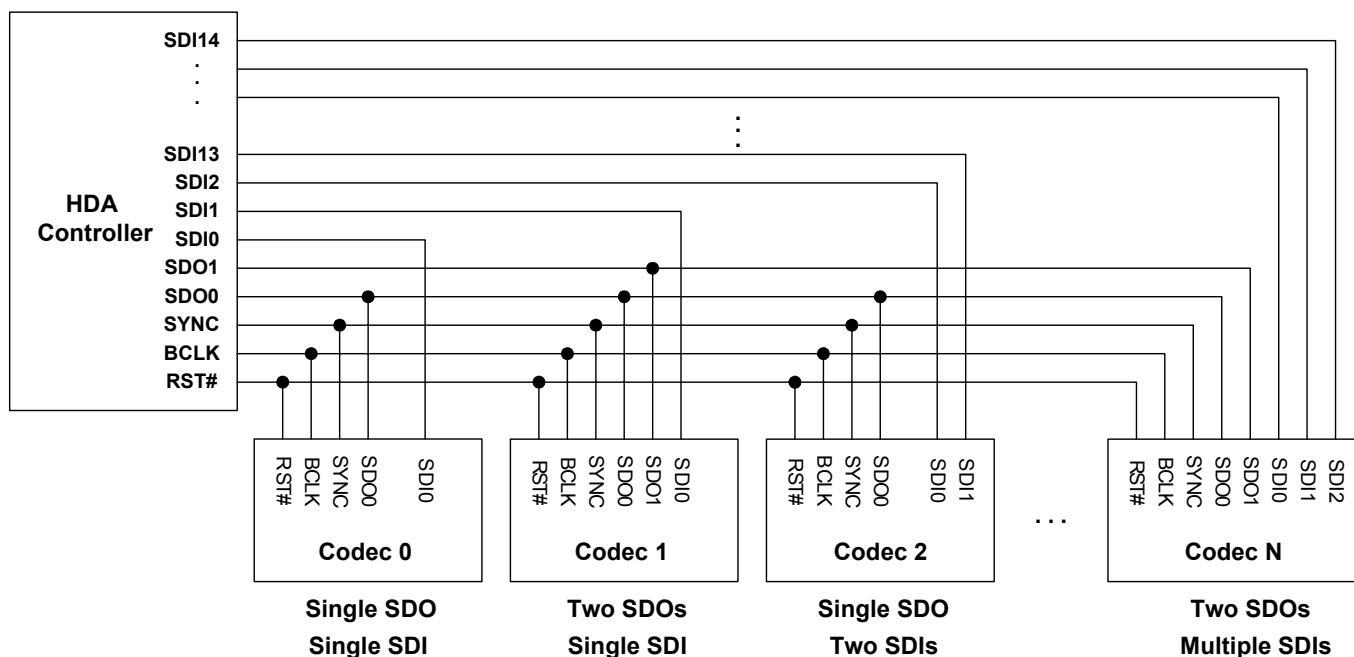 SDI14
.
.
.
SDI13
SDI2
SDI1
SDI0
SDO1
SDO0
SYNC
BCLK
RST#
HDA
Controller
.
.
.
RST#
BCLK
SYNC
SDO0
SDI0
Codec 0
Single SDO
Single SDI
RST#
BCLK
SYNC
SDO0
SDO1
SDI0
Codec 1
Two SDOs
Single SDI
RST#
BCLK
SYNC
SDO0
SDI0
SDI1
Codec 2
Single SDO
Two SDIs
. . .
RST#
BCLK
SYNC
SDO0
SDO1
SDI0
SDI1
SDI2
Codec N
Two SDOs
Multiple SDIs